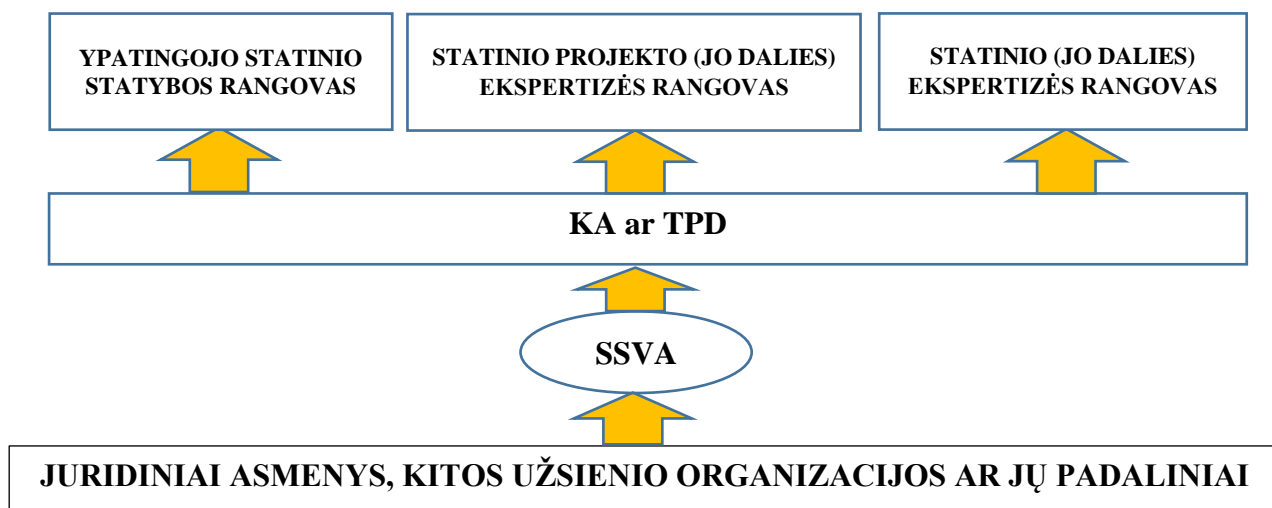 YPATINGOJO STATINIO
STATYBOS RANGOVAS
STATINIO PROJEKTO (JO DALIES)
EKSPERTIZĖS RANGOVAS
STATINIO (JO DALIES)
EKSPERTIZĖS RANGOVAS
KA ar TPD
SSVA
JURIDINIAI ASMENYS, KITOS UŽSIENIO ORGANIZACIJOS AR JŲ PADALINIAI